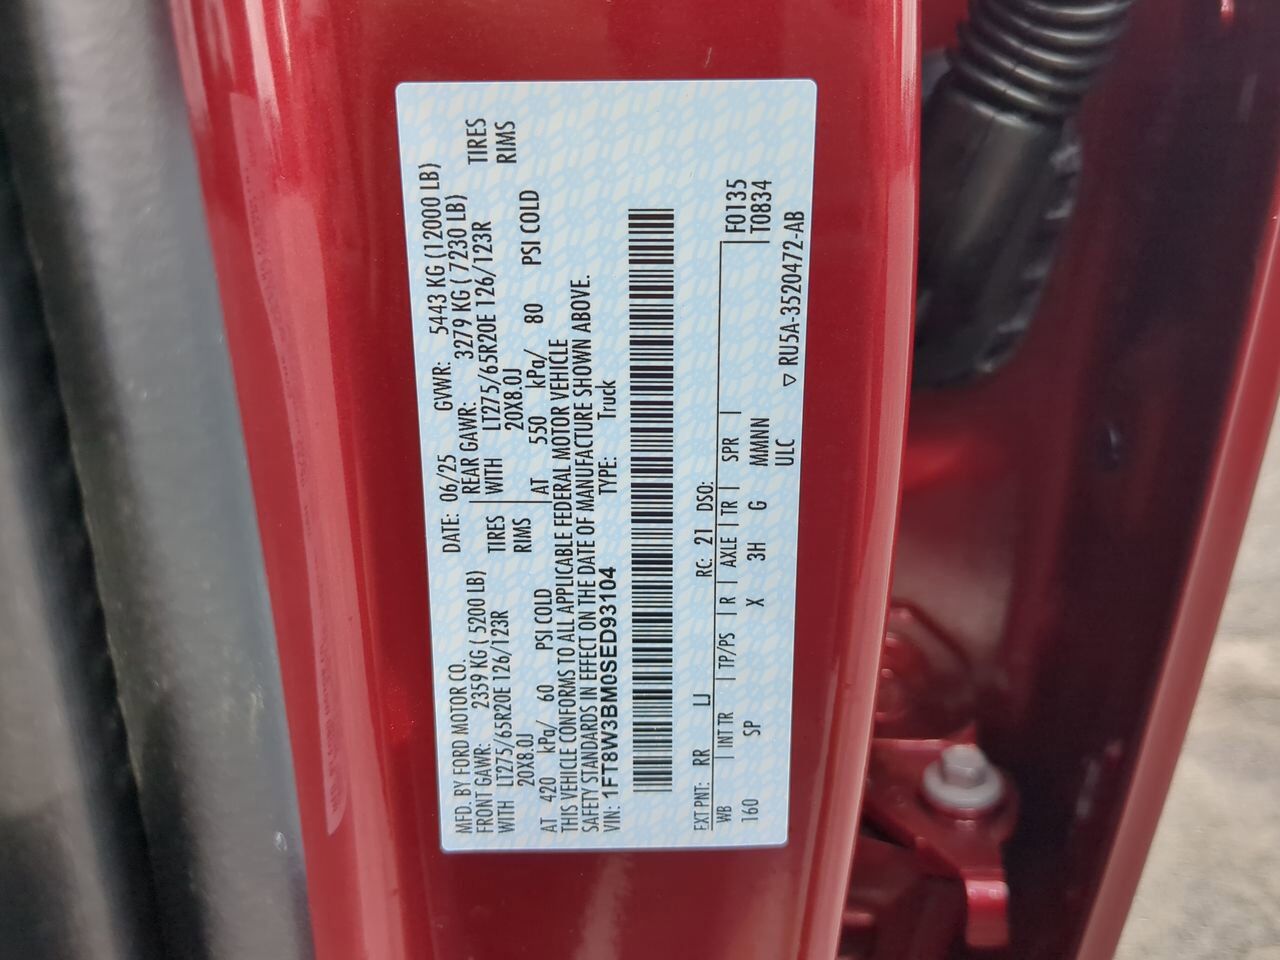 MFD. BY FORD MOTOR CO. DATE: 06/25 GVWR: 5443 KG (12000 LB)
FRONT GAWR: 2359 KG ( 5200 LB) REAR GAWR: 3279 KG ( 7230 LB)
WITH LT275/65R20E 126/123R TIRES WITH LT275/65R20E 126/123R TIRES
20X8.0J RIMS 20X8.0J RIMS
AT 420 kPa/ 60 PSI COLD AT 550 kPa/ 80 PSI COLD
THIS VEHICLE CONFORMS TO ALL APPLICABLE FEDERAL MOTOR VEHICLE
SAFETY STANDARDS IN EFFECT ON THE DATE OF MANUFACTURE SHOWN ABOVE.
VIN: 1FT8W3BM0SED93104 TYPE: Truck
EXT PNT: RR LJ RC: 21 DSO: F0135
WB INT TR TP/PS R AXLE TR SPR T0834
160 SP X 3H G MMNN
ULC
▽ RU5A-3520472-AB